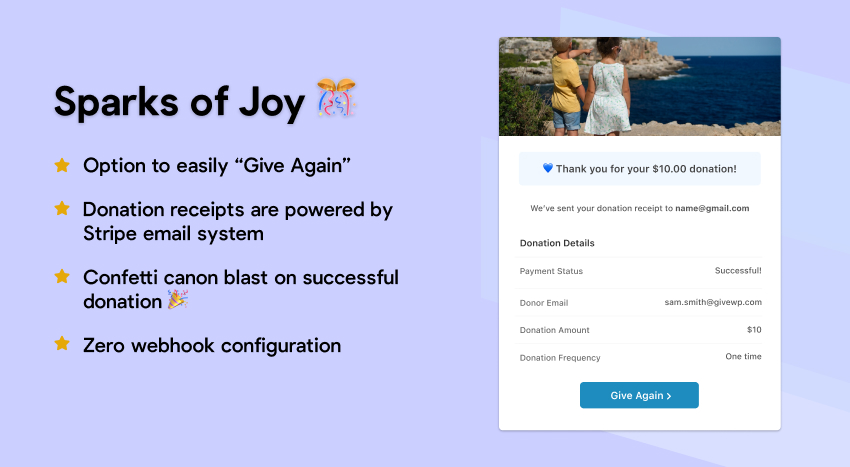 Sparks of Joy
Option to easily “Give Again”
Donation receipts are powered by
Stripe email system
Confetti canon blast on successful
donation
Zero webhook configuration
Thank you for your $10.00 donation!
We've sent your donation receipt to name@gmail.com
Donation Details
Payment Status Successful!
Donor Email sam.smith@givewp.com
Donation Amount $10
Donation Frequency One time
Give Again ›